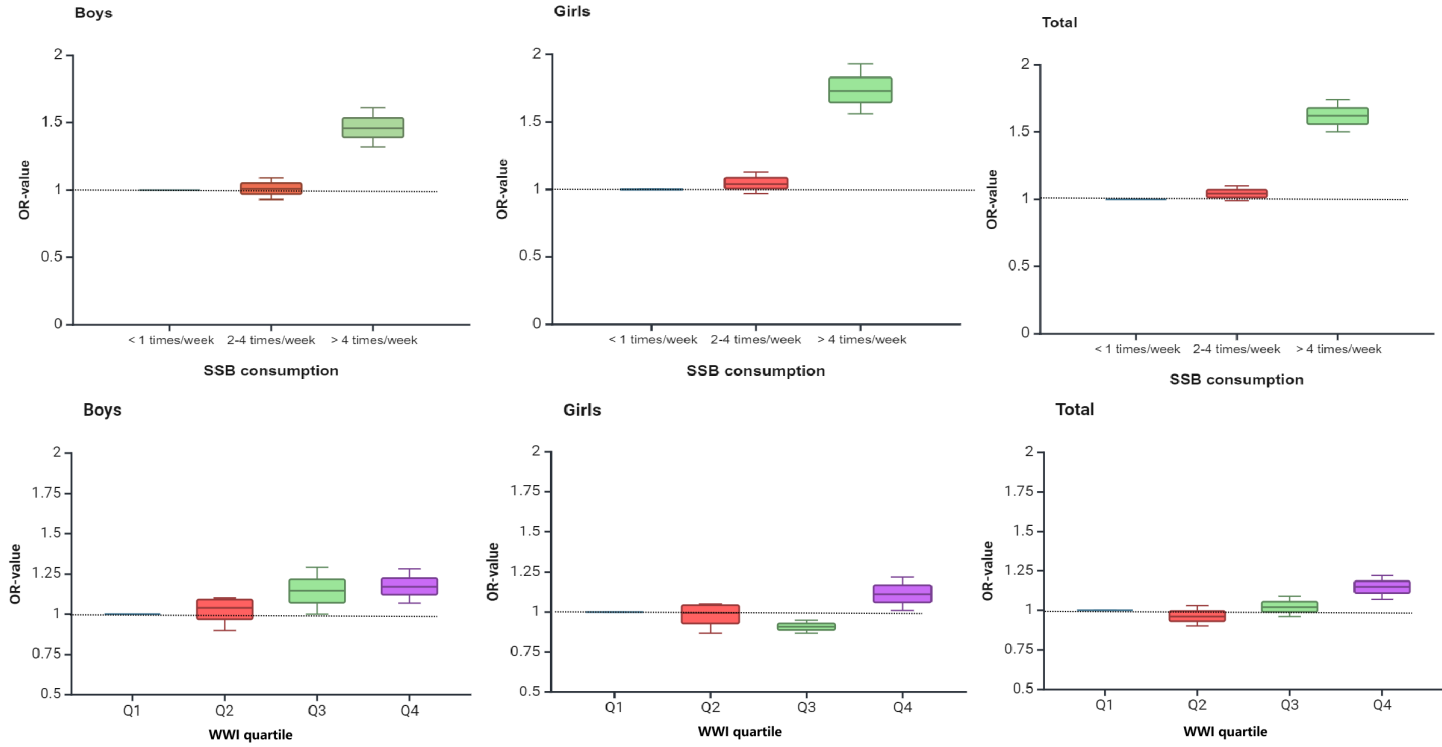 Boys
OR-value
2
1.5
1
0.5
0
< 1 times/week
2-4 times/week
> 4 times/week
SSB consumption
Girls
OR-value
2
1.5
1
0.5
0
< 1 times/week
2-4 times/week
> 4 times/week
SSB consumption
Total
OR-value
2
1.5
1
0.5
0
< 1 times/week
2-4 times/week
> 4 times/week
SSB consumption
Boys
OR-value
2
1.75
1.5
1.25
1
0.75
0.5
Q1
Q2
Q3
Q4
WWI quartile
Girls
OR-value
2
1.75
1.5
1.25
1
0.75
0.5
Q1
Q2
Q3
Q4
WWI quartile
Total
OR-value
2
1.75
1.5
1.25
1
0.75
0.5
Q1
Q2
Q3
Q4
WWI quartile